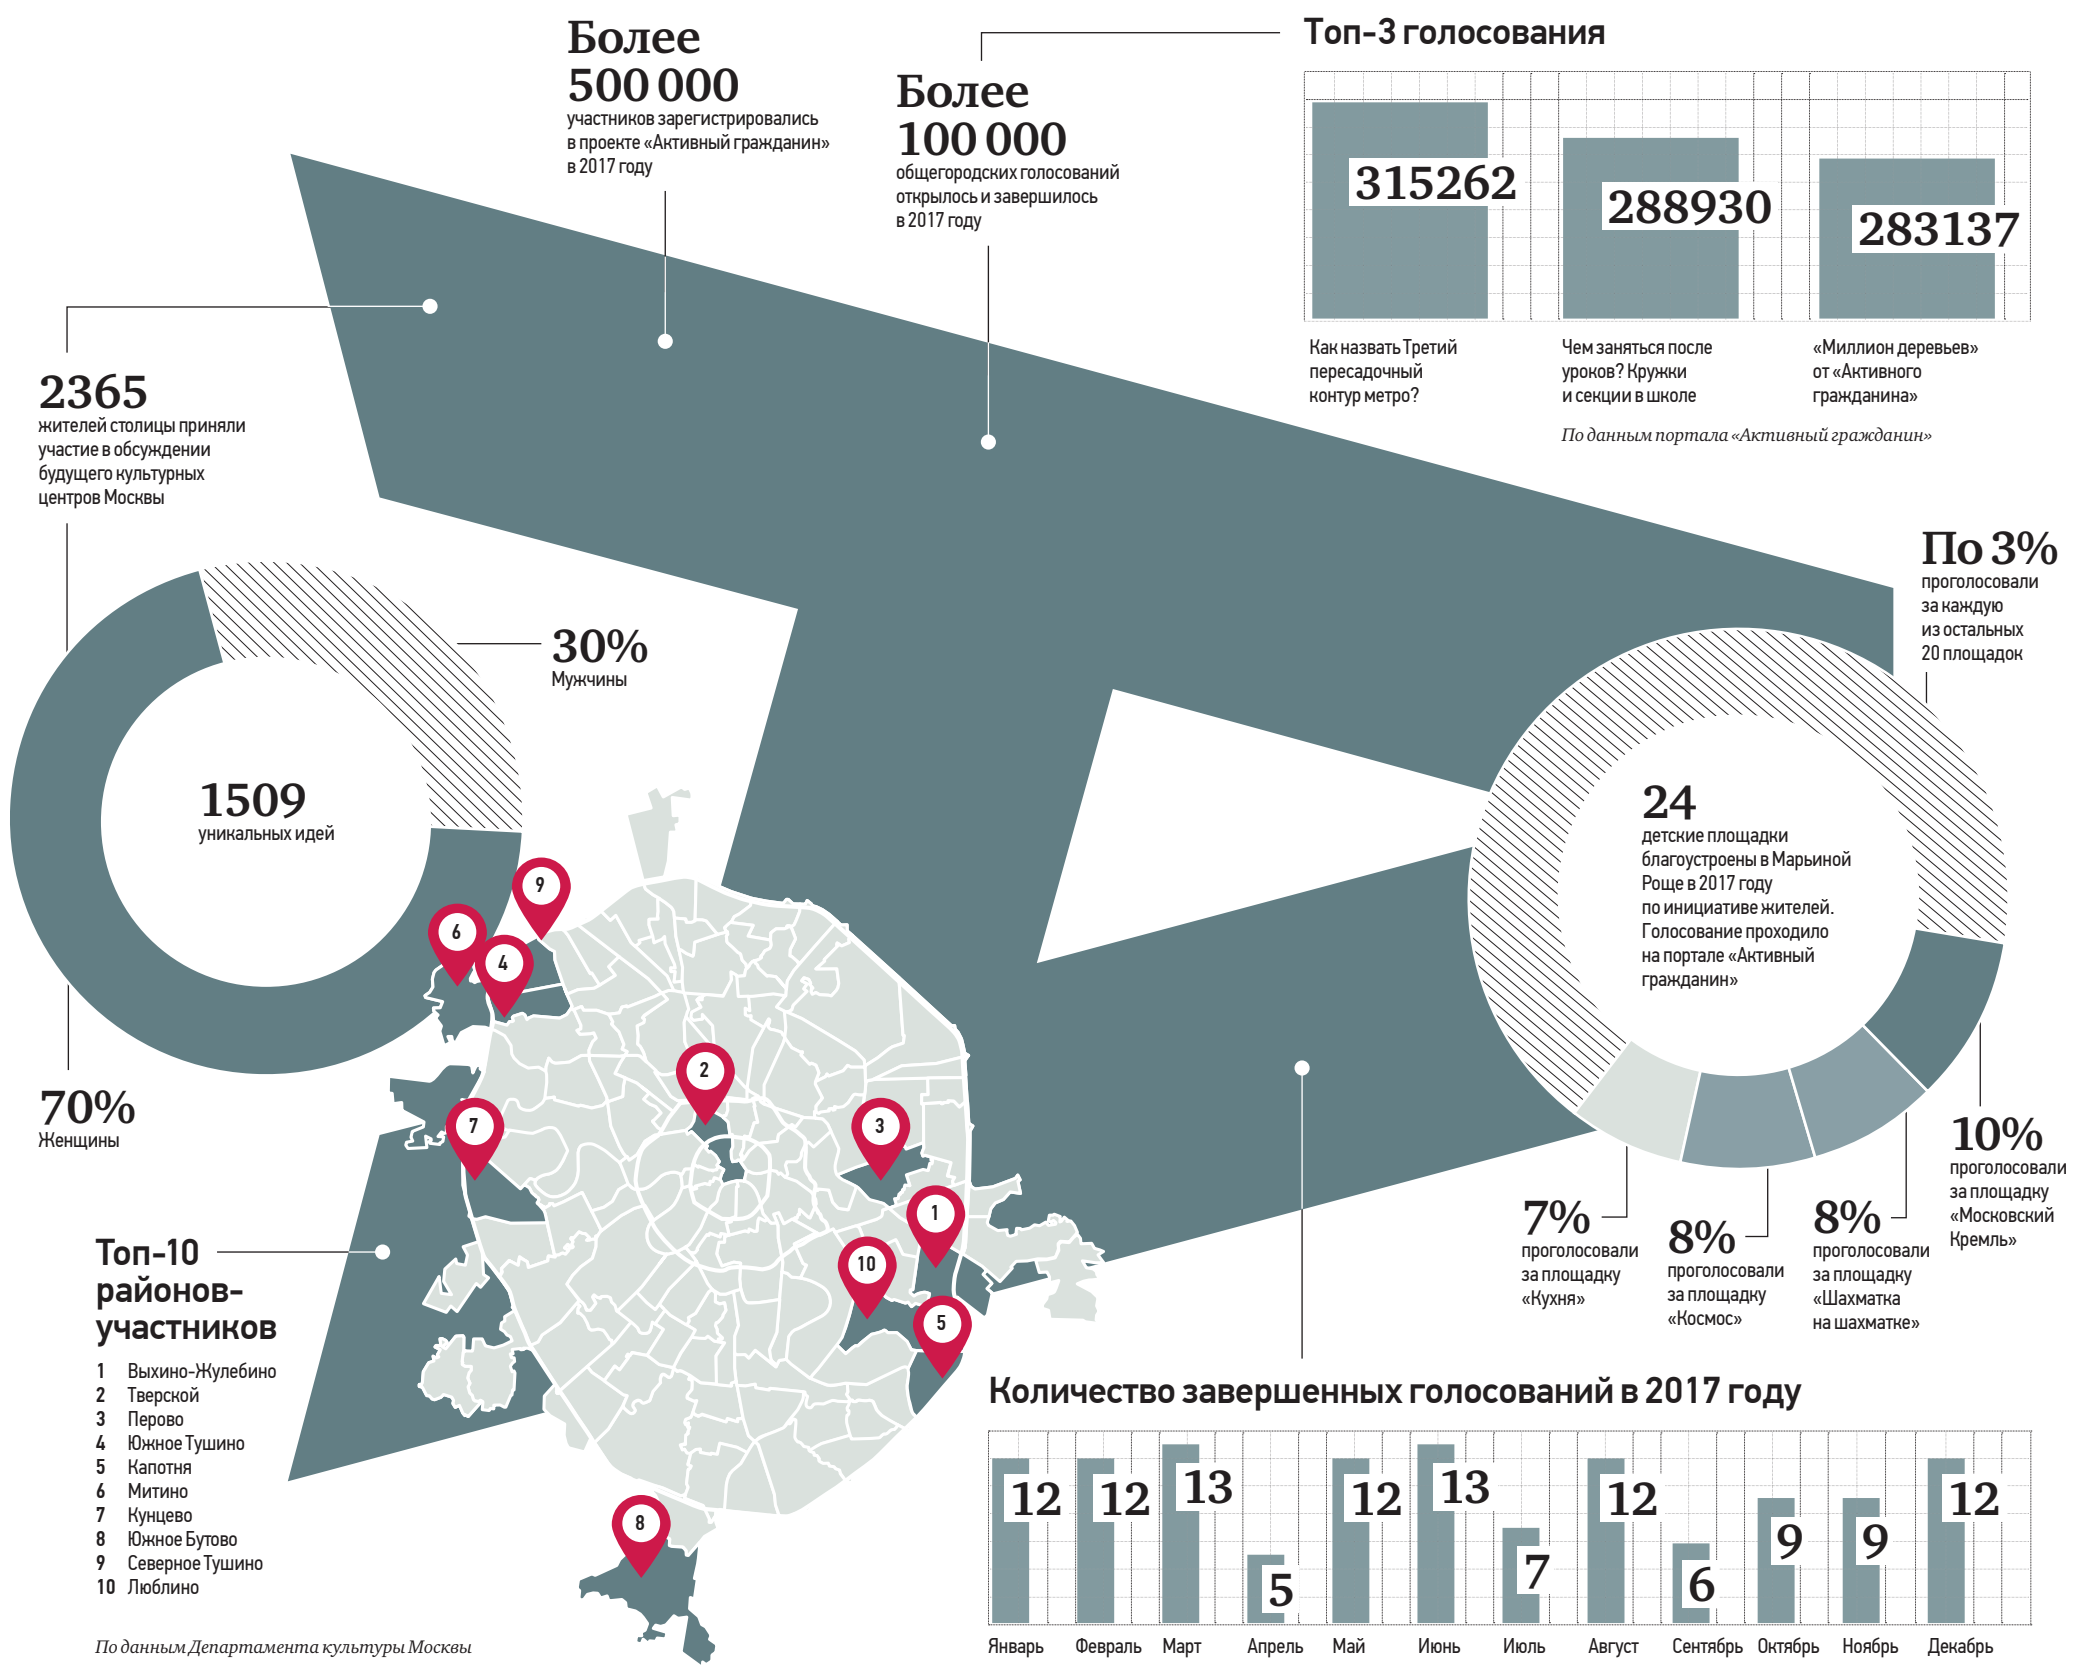 Более
500 000
участников зарегистрировались
в проекте «Активный гражданин»
в 2017 году
Более
100 000
общегородских голосований
открылось и завершилось
в 2017 году
Топ-3 голосования
315262
288930
283137
Как назвать Третий
пересадочный
контур метро?
Чем заняться после
уроков? Кружки
и секции в школе
«Миллион деревьев»
от «Активного
гражданина»
По данным портала «Активный гражданин»
2365
жителей столицы приняли
участие в обсуждении
будущего культурных
центров Москвы
30%
Мужчины
1509
уникальных идей
70%
Женщины
По 3%
проголосовали
за каждую
из остальных
20 площадок
24
детские площадки
благоустроены в Марьиной
Роще в 2017 году
по инициативе жителей.
Голосование проходило
на портале «Активный
гражданин»
10%
проголосовали
за площадку
«Московский
Кремль»
8%
проголосовали
за площадку
«Шахматка
на шахматке»
8%
проголосовали
за площадку
«Космос»
7%
проголосовали
за площадку
«Кухня»
9
6
4
2
7
3
1
10
5
8
Топ-10
районов-
участников
1 Выхино-Жулебино
2 Тверской
3 Перово
4 Южное Тушино
5 Капотня
6 Митино
7 Кунцево
8 Южное Бутово
9 Северное Тушино
10 Люблино
По данным Департамента культуры Москвы
Количество завершенных голосований в 2017 году
12
12
13
5
12
13
7
12
6
9
9
12
Январь
Февраль
Март
Апрель
Май
Июнь
Июль
Август
Сентябрь
Октябрь
Ноябрь
Декабрь